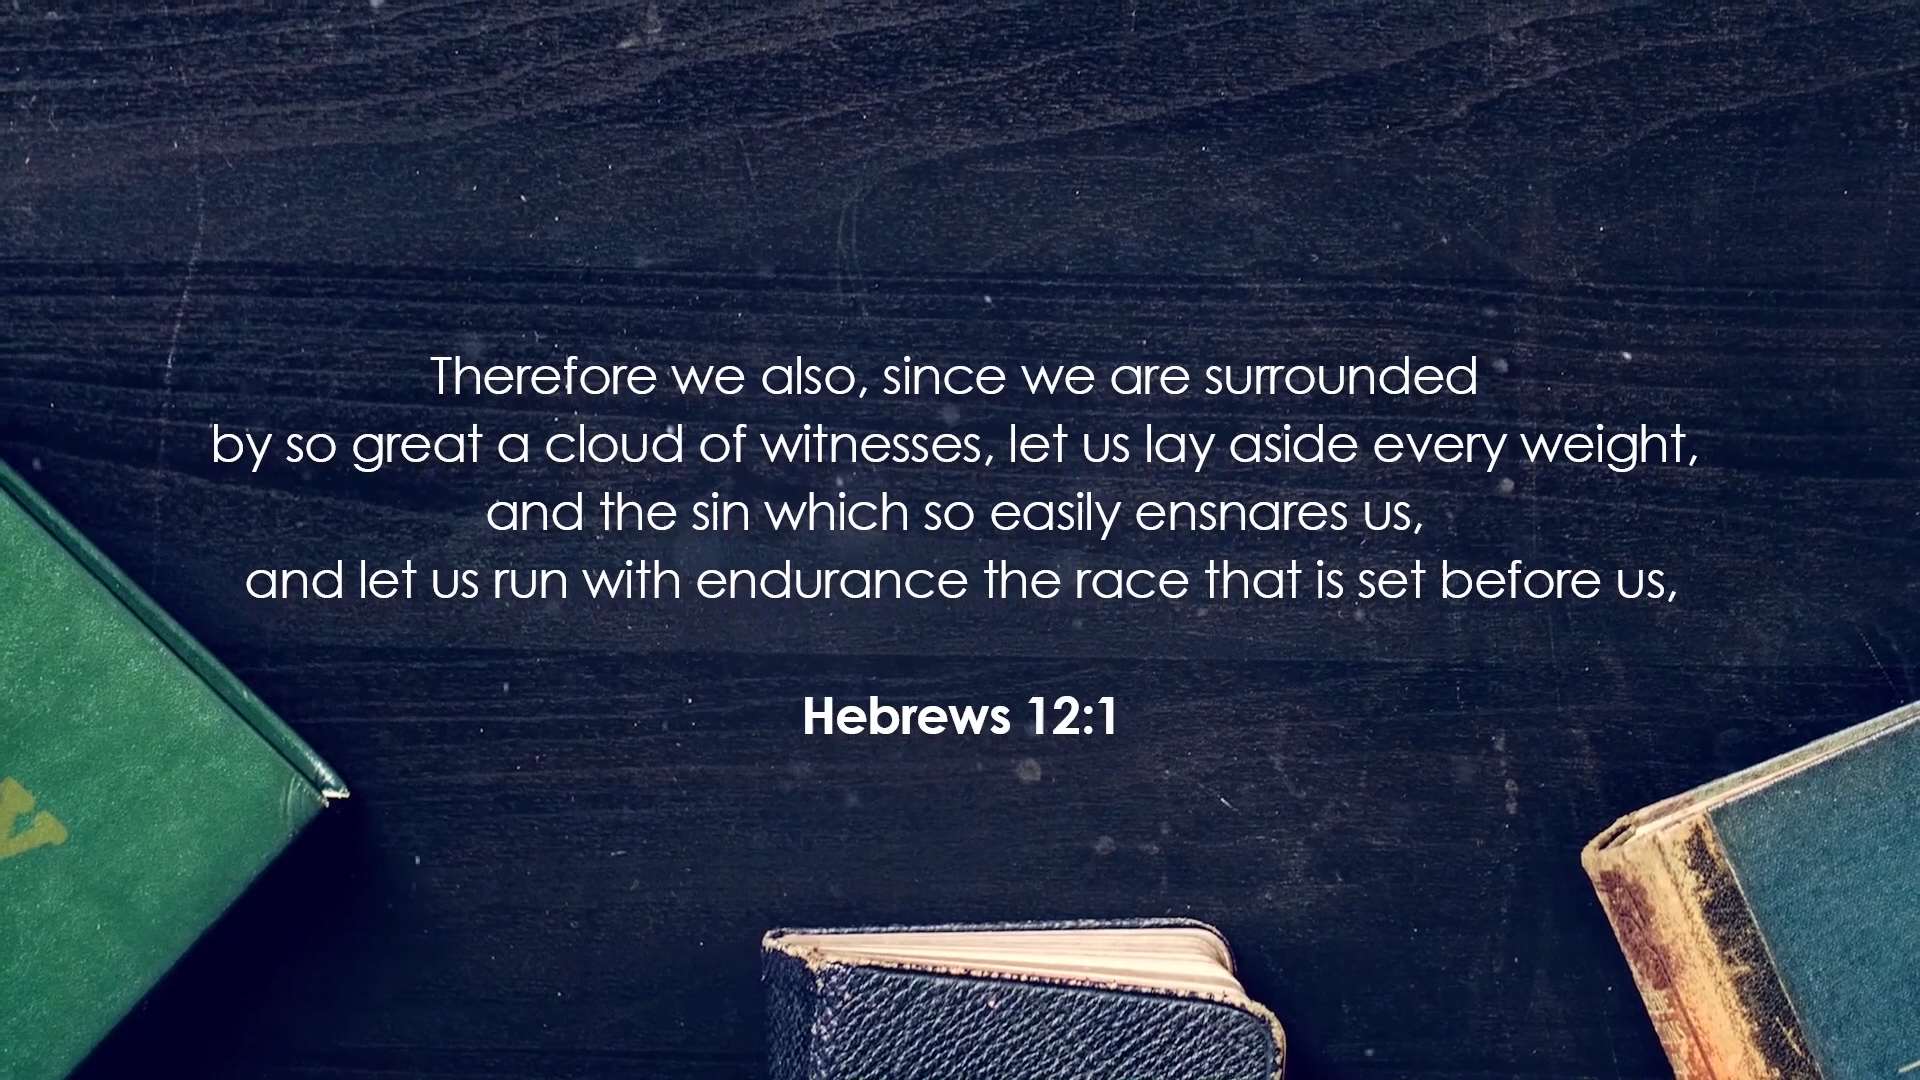 Therefore we also, since we are surrounded
by so great a cloud of witnesses, let us lay aside every weight,
and the sin which so easily ensnares us,
and let us run with endurance the race that is set before us,
Hebrews 12:1